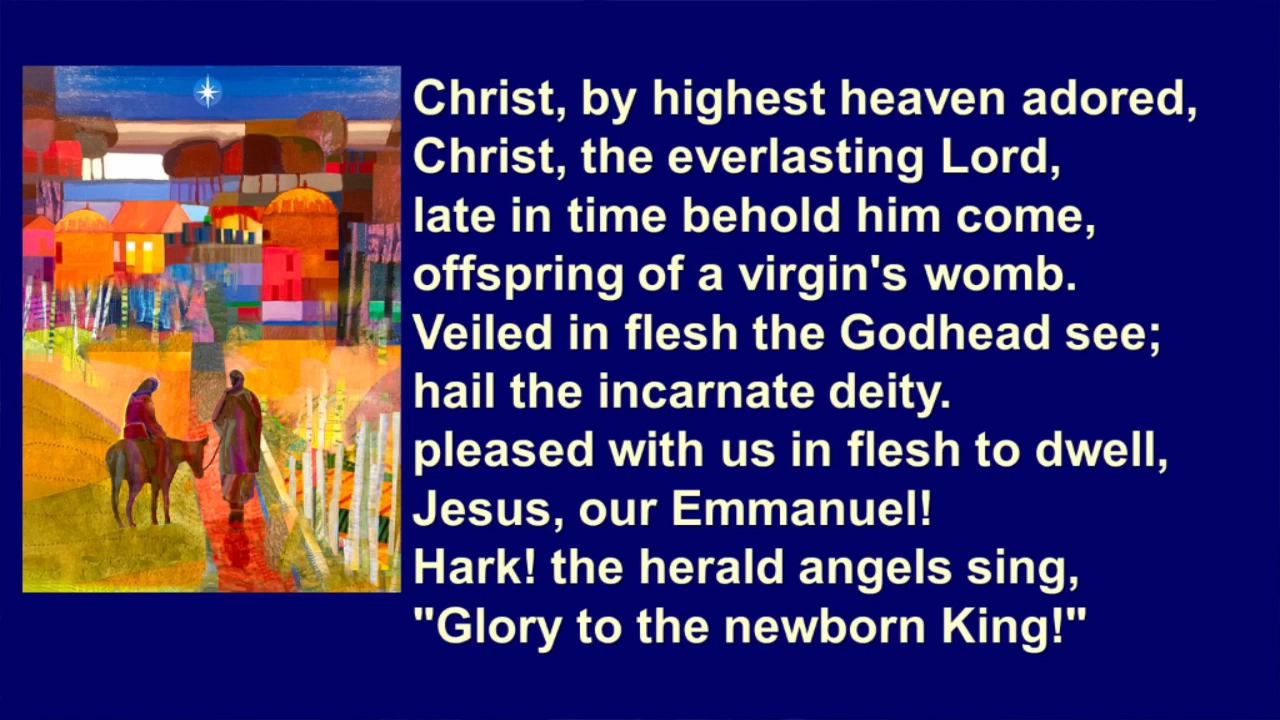 Christ, by highest heaven adored,
Christ, the everlasting Lord,
late in time behold him come,
offspring of a virgin's womb.
Veiled in flesh the Godhead see;
hail the incarnate deity.
pleased with us in flesh to dwell,
Jesus, our Emmanuel!
Hark! the herald angels sing,
"Glory to the newborn King!"